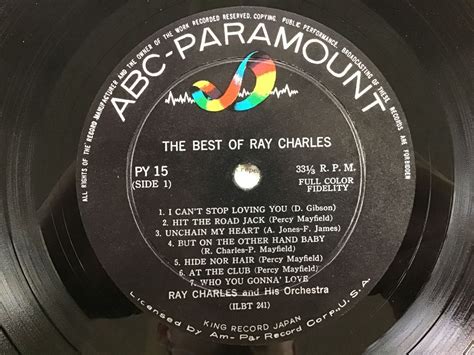 ALL RIGHTS OF THE RECORD MANUFACTURER AND THE OWNER OF THE WORK RECORDED RESERVED. COPYING, PUBLIC PERFORMANCE, BROADCASTING OF THESE RECORDS ARE FORBIDDEN
ABC-PARAMOUNT
THE BEST OF RAY CHARLES
PY 15
(SIDE 1)
33⅓ R. P. M.
FULL COLOR
FIDELITY
1. I CAN'T STOP LOVING YOU (D. Gibson)
2. HIT THE ROAD JACK (Percy Mayfield)
3. UNCHAIN MY HEART (A. Jones-F. James)
4. BUT ON THE OTHER HAND BABY
(R. Charles-P. Mayfield)
5. HIDE NOR HAIR (Percy Mayfield)
6. AT THE CLUB (Percy Mayfield)
7. WHO YOU GONNA' LOVE
RAY CHARLES and His Orchestra
(ILBT 241)
KING RECORD JAPAN
Licensed by Am-Par Record Corp., U.S.A.